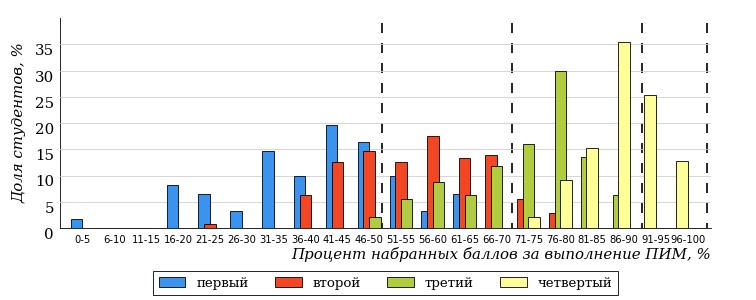 Доля студентов, %
35
30
25
20
15
10
5
0
0-5 6-10 11-15 16-20 21-25 26-30 31-35 36-40 41-45 46-50 51-55 56-60 61-65 66-70 71-75 76-80 81-85 86-90 91-95 96-100
Процент набранных баллов за выполнение ПИМ, %
первый второй третий четвертый